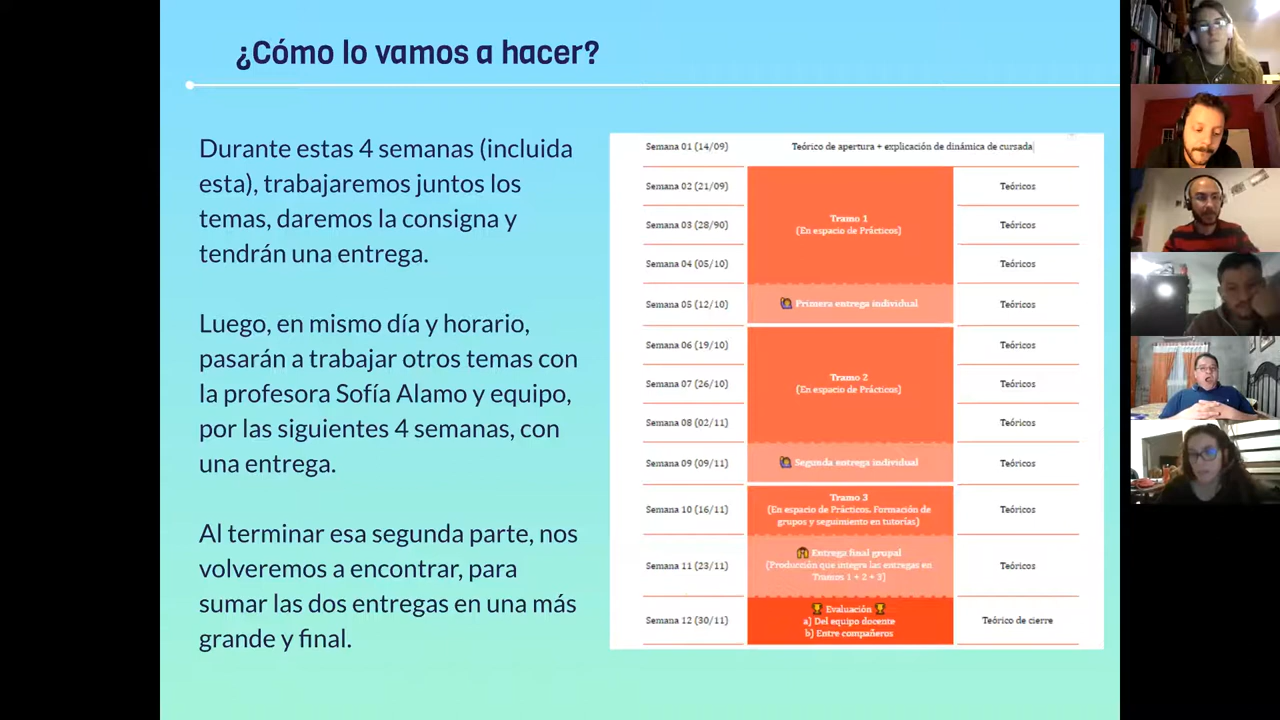 ¿Cómo lo vamos a hacer?
Durante estas 4 semanas (incluida
esta), trabajaremos juntos los
temas, daremos la consigna y
tendrán una entrega.
Luego, en mismo día y horario,
pasarán a trabajar otros temas con
la profesora Sofía Alamo y equipo,
por las siguientes 4 semanas, con
una entrega.
Al terminar esa segunda parte, nos
volveremos a encontrar, para
sumar las dos entregas en una más
grande y final.
Semana 01 (14/09) Teórico de apertura + explicación de dinámica de cursada
Semana 02 (21/09) Teóricos
Tramo 1
Semana 03 (28/90) Teóricos
(En espacio de Prácticos)
Semana 04 (05/10) Teóricos
Semana 05 (12/10) Primera entrega individual Teóricos
Semana 06 (19/10) Teóricos
Tramo 2
Semana 07 (26/10) Teóricos
(En espacio de Prácticos)
Semana 08 (02/11) Teóricos
Semana 09 (09/11) Segunda entrega individual Teóricos
Tramo 3
Semana 10 (16/11) (En espacio de Prácticos. Formación de Teóricos
grupos y seguimiento en tutorías)
Entrega final grupal
Semana 11 (23/11) (Producción que integra las entregas en Teóricos
Tramos 1 + 2 + 3)
Evaluación
Semana 12 (30/11) a) Del equipo docente Teórico de cierre
b) Entre compañeros